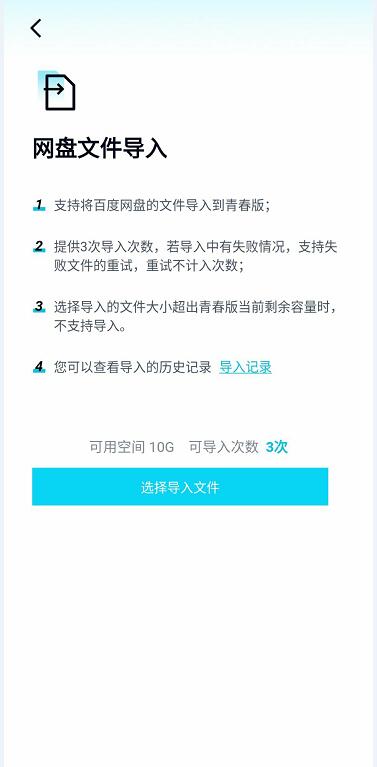 网盘文件导入
1 支持将百度网盘的文件导入到青春版；
2 提供3次导入次数，若导入中有失败情况，支持失
败文件的重试，重试不计入次数；
3 选择导入的文件大小超出青春版当前剩余容量时，
不支持导入。
4 您可以查看导入的历史记录 导入记录
可用空间 10G 可导入次数 3次
选择导入文件